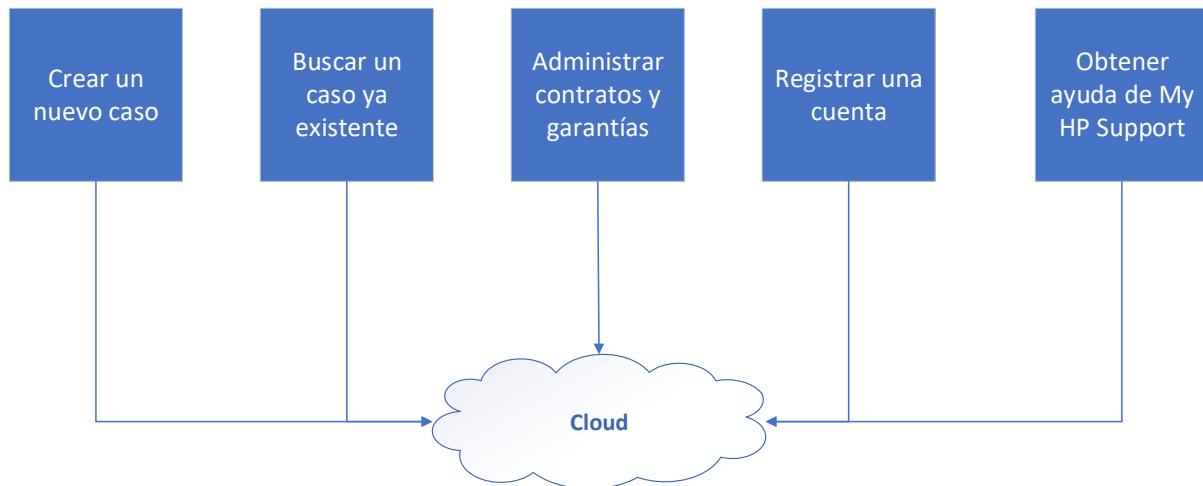 Crear un
nuevo caso
Buscar un
caso ya
existente
Administrar
contratos y
garantías
Registrar una
cuenta
Obtener
ayuda de My
HP Support
Cloud